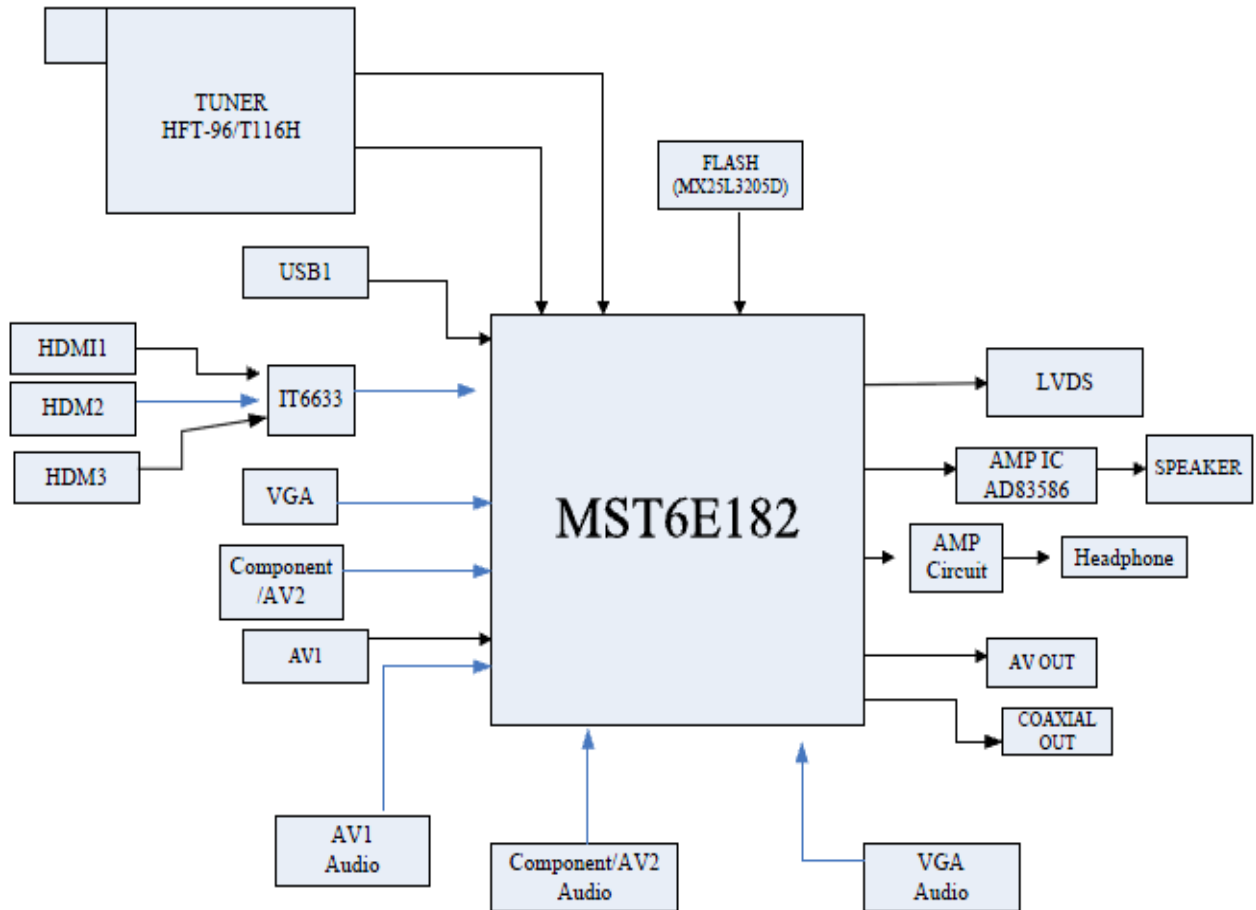 TUNER
HFT-96/T116H
FLASH
(MX25L3205D)
USB1
HDMI1
HDM2
HDM3
IT6633
VGA
Component
/AV2
AV1
MST6E182
LVDS
AMP IC
AD83586
SPEAKER
AMP
Circuit
Headphone
AV OUT
COAXIAL
OUT
AV1
Audio
Component/AV2
Audio
VGA
Audio